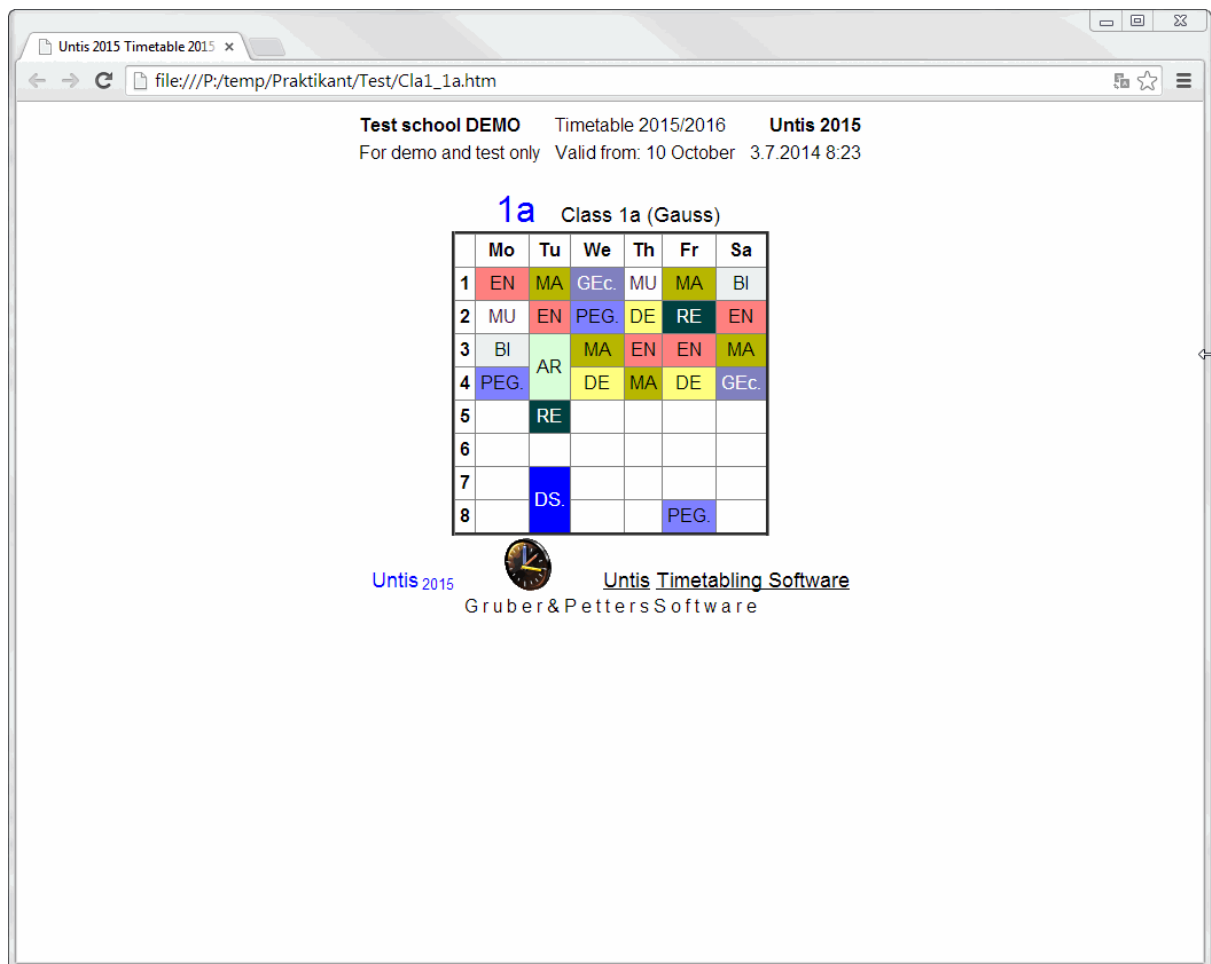 Untis 2015 Timetable 2015
file:///P:/temp/Praktikant/Test/Cla1_1a.htm
Test school DEMO Timetable 2015/2016 Untis 2015
For demo and test only Valid from: 10 October 3.7.2014 8:23
1a Class 1a (Gauss)
Mo Tu We Th Fr Sa
1 EN MA GEc. MU MA BI
2 MU EN PEG. DE RE EN
3 BI AR MA EN EN MA
4 PEG. DE MA DE GEc.
5 RE
6
7 DS.
8 PEG.
Untis 2015 Untis Timetabling Software
Gruber&PettersSoftware